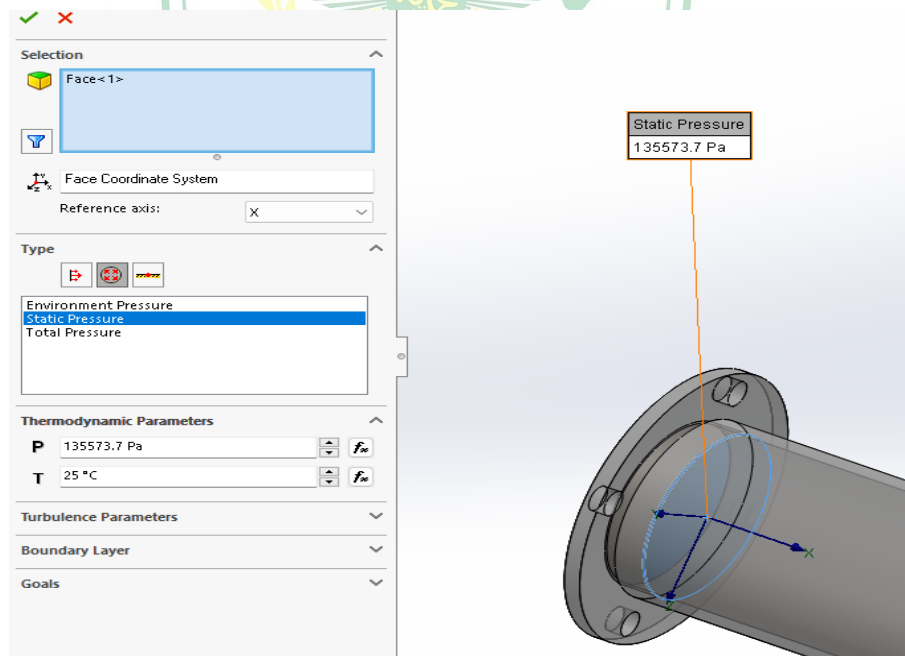 Selection
Face<1>
Face Coordinate System
Reference axis:
X
Type
Environment Pressure
Static Pressure
Total Pressure
Thermodynamic Parameters
P 135573.7 Pa
T 25 °C
Turbulence Parameters
Boundary Layer
Goals
Static Pressure
135573.7 Pa
X